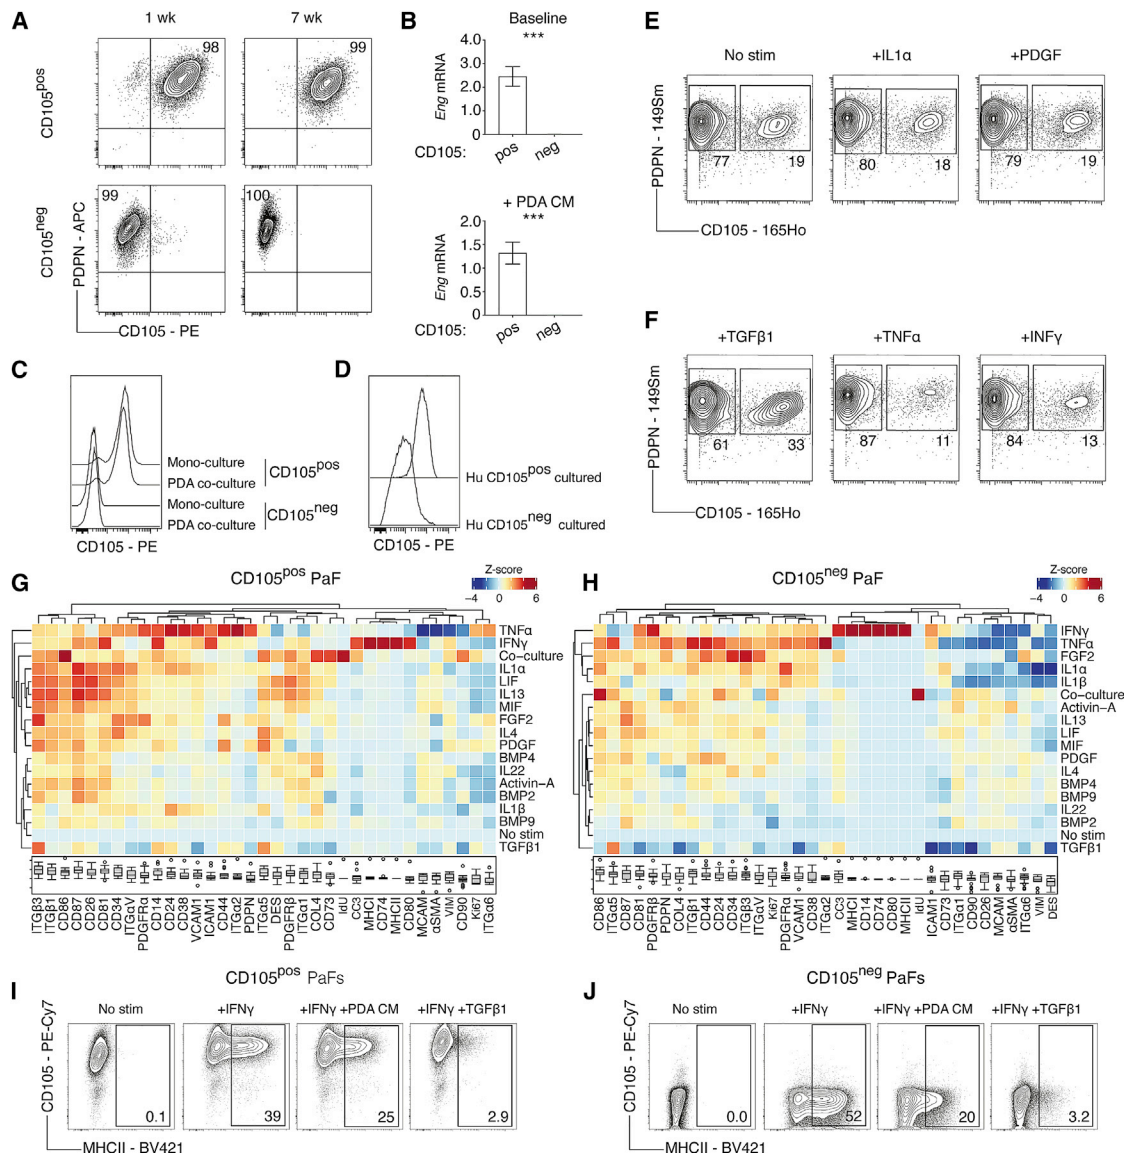 A
1 wk
7 wk
98
99
CD105pos
99
100
CD105neg
PDPN - APC
CD105 - PE
B
Baseline
***
4.0
3.0
2.0
1.0
0
Eng mRNA
CD105:
pos
neg
+ PDA CM
***
2.0
1.5
1.0
0.5
0
Eng mRNA
CD105:
pos
neg
C
Mono-culture
PDA co-culture
CD105pos
Mono-culture
PDA co-culture
CD105neg
CD105 - PE
D
Hu CD105pos cultured
Hu CD105neg cultured
CD105 - PE
E
No stim
+IL1α
+PDGF
77
19
80
18
79
19
PDPN - 149Sm
CD105 - 165Ho
F
+TGFβ1
+TNFα
+INFγ
61
33
87
11
84
13
PDPN - 149Sm
CD105 - 165Ho
G
CD105pos PaF
Z-score
−4 0 6
TNFα
IFNγ
Co-culture
IL1α
LIF
IL13
MIF
FGF2
IL4
PDGF
BMP4
IL22
Activin-A
BMP2
IL1β
BMP9
No stim
TGFβ1
ITGβ3
ITGβ1
CD86
CD87
CD26
CD81
CD34
ITGαV
PDGFRα
CD14
CD24
CD38
VCAM1
ICAM1
CD44
ITGα2
PDPN
ITGα5
DES
PDGFRβ
ITGα1
COL4
CD73
IdU
CC3
MHCI
CD74
MHCII
CD80
MCAM
αSMA
VIM
CD90
Ki67
ITGα6
H
CD105neg PaF
Z-score
−4 0 6
IFNγ
TNFα
FGF2
IL1α
IL1β
Co-culture
Activin-A
IL13
LIF
MIF
PDGF
IL4
BMP4
BMP9
IL22
BMP2
No stim
TGFβ1
CD86
ITGα5
CD87
CD81
PDGFRβ
PDPN
COL4
ITGβ1
CD44
CD24
CD34
ITGβ3
ITGαV
Ki67
PDGFRα
VCAM1
CD38
ITGα2
CC3
MHCI
CD14
CD74
CD80
MHCII
IdU
ICAM1
CD73
ITGα1
CD90
CD26
MCAM
αSMA
ITGα6
VIM
DES
I
CD105pos PaFs
No stim
+IFNγ
+IFNγ +PDA CM
+IFNγ +TGFβ1
0.1
39
25
2.9
CD105 - PE-Cy7
MHCII - BV421
J
CD105neg PaFs
No stim
+IFNγ
+IFNγ +PDA CM
+IFNγ +TGFβ1
0.0
52
20
3.2
CD105 - PE-Cy7
MHCII - BV421